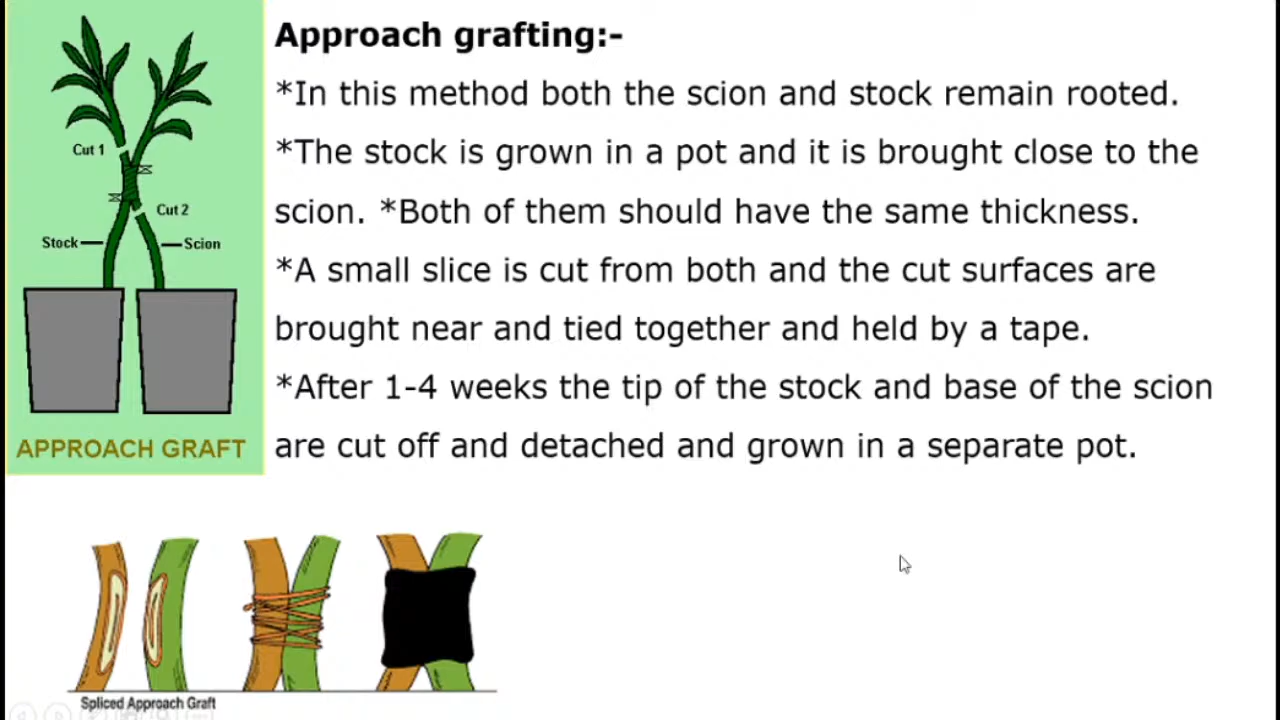 Approach grafting:-
*In this method both the scion and stock remain rooted.
*The stock is grown in a pot and it is brought close to the
scion. *Both of them should have the same thickness.
*A small slice is cut from both and the cut surfaces are
brought near and tied together and held by a tape.
*After 1-4 weeks the tip of the stock and base of the scion
are cut off and detached and grown in a separate pot.
Cut 1
Cut 2
Stock
Scion
APPROACH GRAFT
Spliced Approach Graft